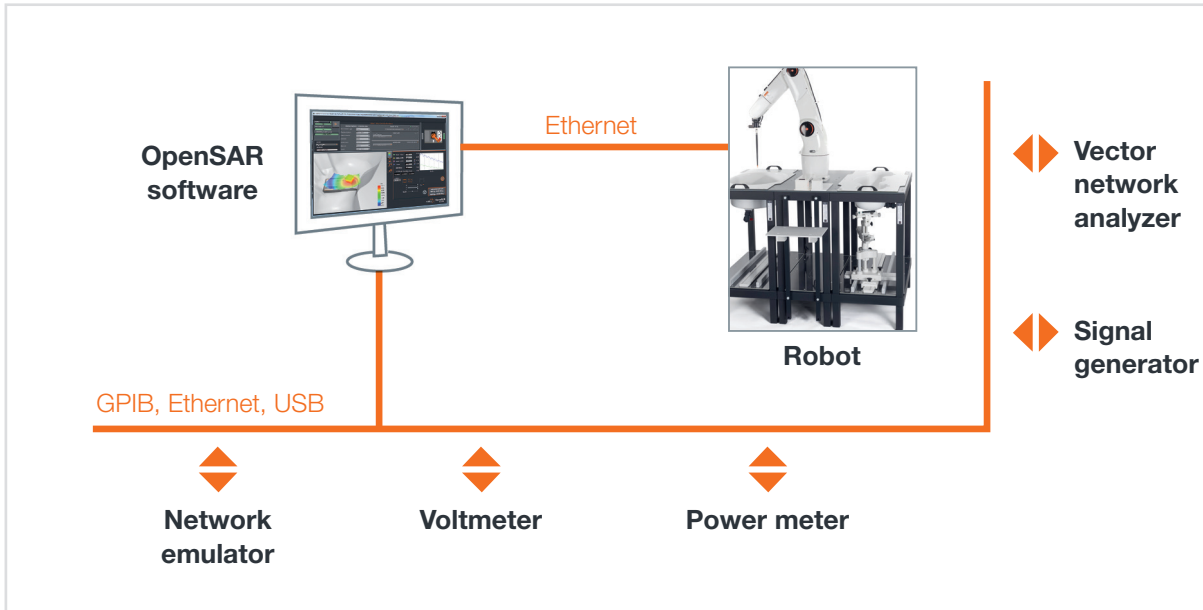 OpenSAR
software
Ethernet
Robot
Vector
network
analyzer
Signal
generator
GPIB, Ethernet, USB
Network
emulator
Voltmeter
Power meter